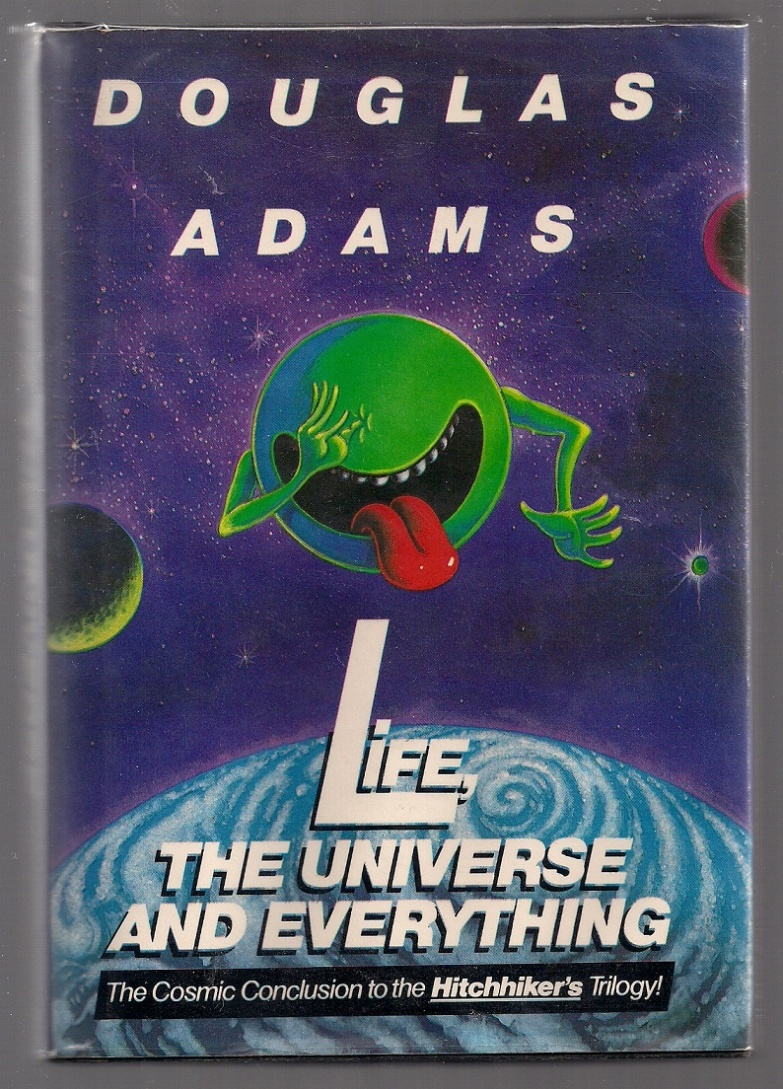 DOUGLAS
ADAMS
LiFE,
THE UNIVERSE
AND EVERYTHING
The Cosmic Conclusion to the Hitchhiker's Trilogy!